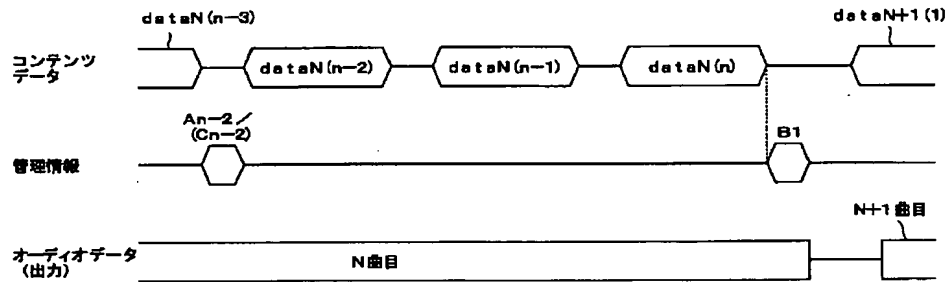 dataN(n-3)
dataN+1(1)
コンテンツ
データ
dataN(n-2)
dataN(n-1)
dataN(n)
An-2/
(Cn-2)
B1
管理情報
N+1曲目
オーディオデータ
(出力)
N曲目